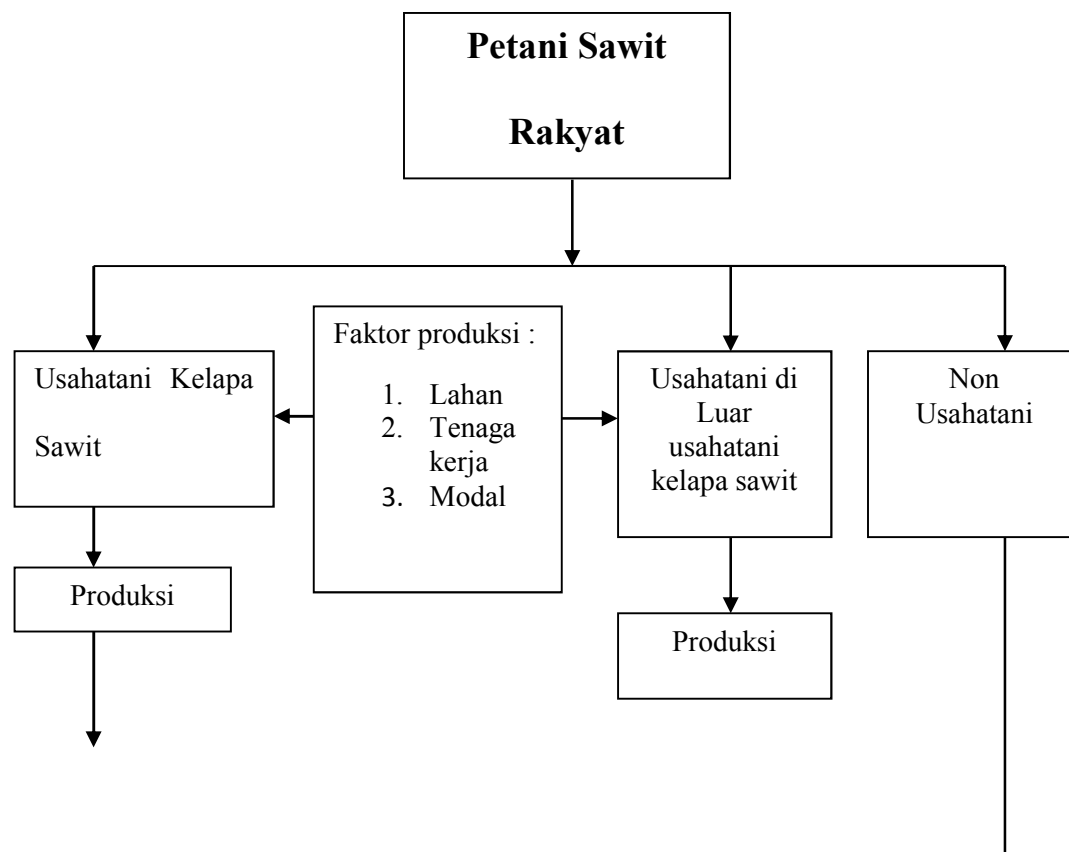 Petani Sawit
Rakyat
Usahatani Kelapa
Sawit
Faktor produksi :
1. Lahan
2. Tenaga
kerja
3. Modal
Usahatani di
Luar
usahatani
kelapa sawit
Non
Usahatani
Produksi
Produksi